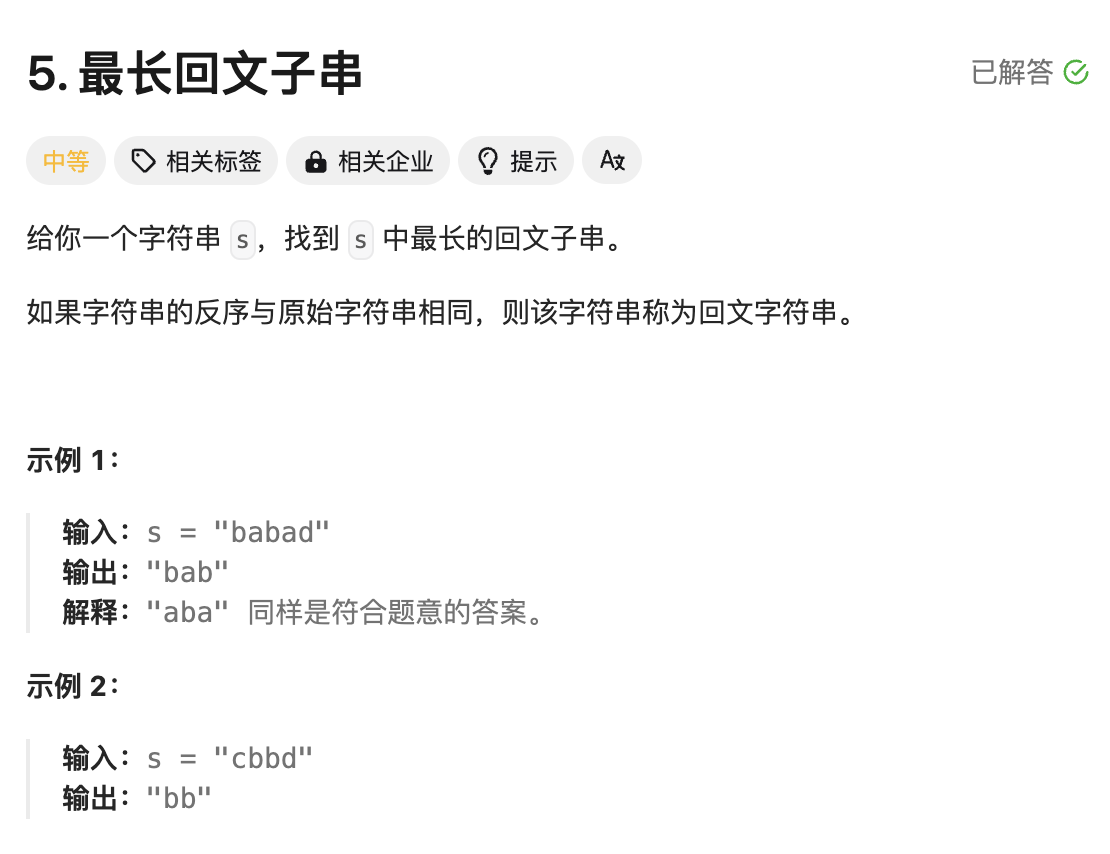 5. 最长回文子串
已解答
中等 相关标签 相关企业 提示
给你一个字符串 s，找到 s 中最长的回文子串。
如果字符串的反序与原始字符串相同，则该字符串称为回文字符串。
示例 1：
输入：s = "babad"
输出："bab"
解释："aba" 同样是符合题意的答案。
示例 2：
输入：s = "cbbd"
输出："bb"